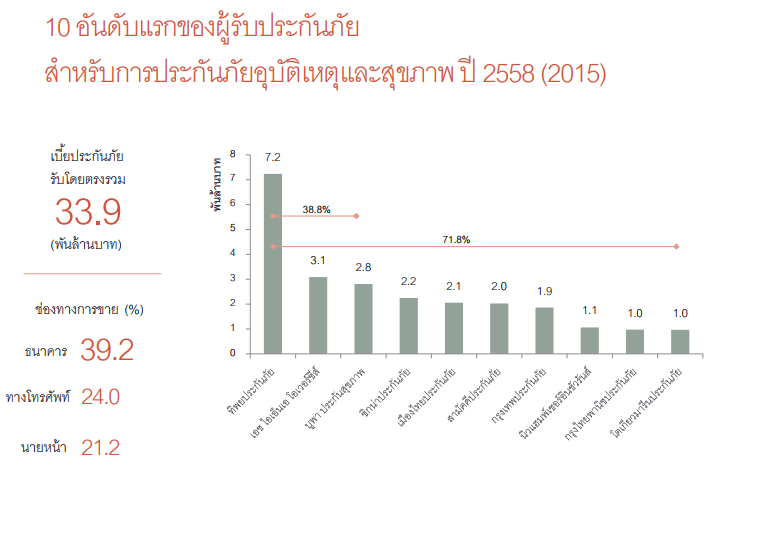 10 อันดับแรกของผู้รับประกันภัย
สำหรับการประกันภัยอุบัติเหตุและสุขภาพ ปี 2558 (2015)
เบี้ยประกันภัย
รับโดยตรงรวม
33.9
(พันล้านบาท)
ช่องทางการขาย (%)
ธนาคาร 39.2
ทางโทรศัพท์ 24.0
นายหน้า 21.2
พันล้านบาท
8
7
6
5
4
3
2
1
0
7.2
3.1
2.8
2.2
2.1
2.0
1.9
1.1
1.0
1.0
38.8%
71.8%
ทิพยประกันภัย
เอช ไอเอ็นเอ โอเวอร์ซีส์
บูพา ประกันสุขภาพ
ซิกน่าประกันภัย
เมืองไทยประกันภัย
สามัคคีประกันภัย
กรุงเทพประกันภัย
นิวแฮมพ์เชอร์อินชัวรันส์
กรุงไทยพานิชประกันภัย
โตเกียวมารีนประกันภัย